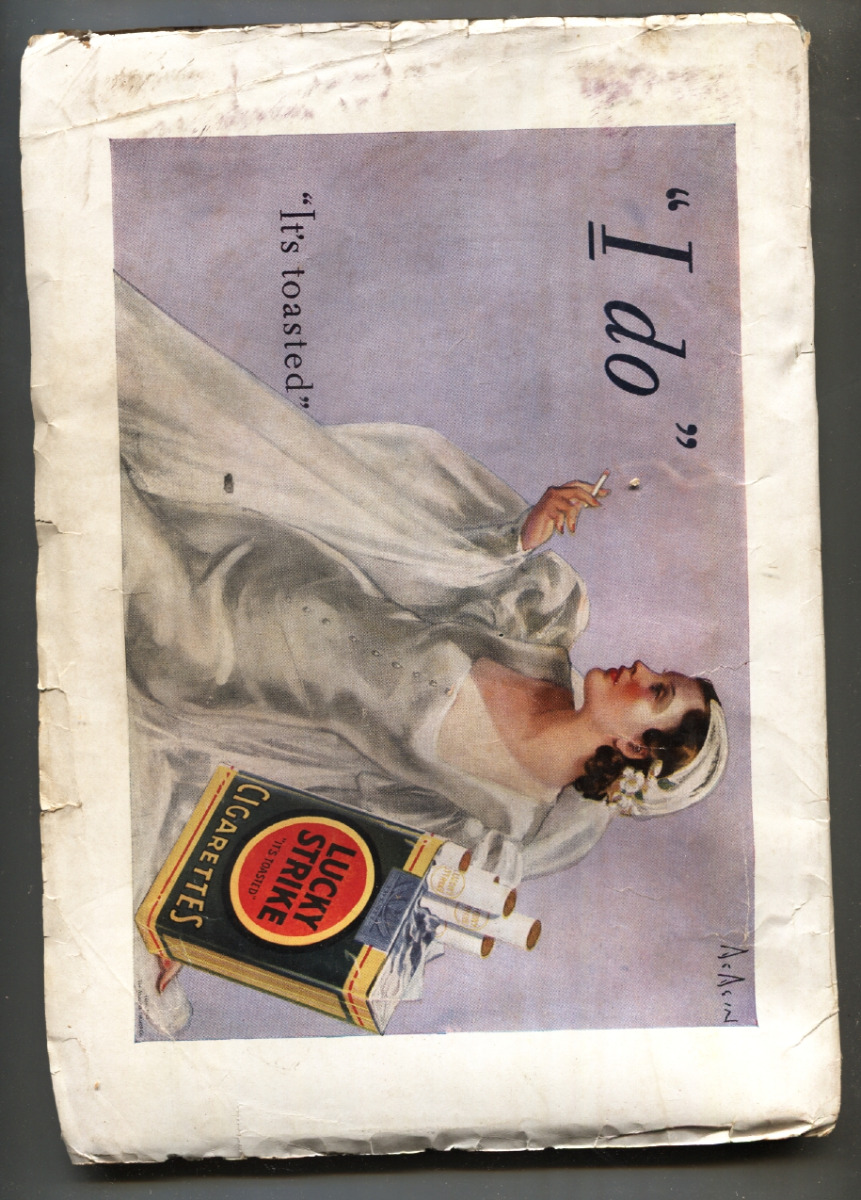 “I do”
“It's toasted”
LUCKY
STRIKE
"IT'S TOASTED"
CIGARETTES